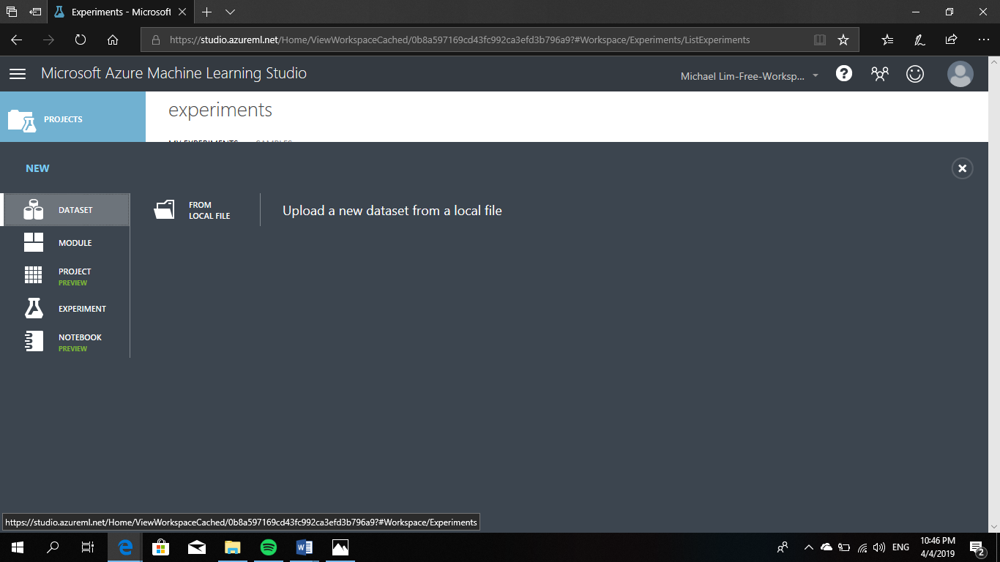 Experiments - Microsoft
https://studio.azureml.net/Home/ViewWorkspaceCached/0b8a597169cd43fc992ca3efd3b796a9?#Workspace/Experiments/ListExperiments
Microsoft Azure Machine Learning Studio
Michael Lim-Free-Worksp...
PROJECTS
experiments
MY EXPERIMENTS SAMPLES
NEW
DATASET
FROM
LOCAL FILE
Upload a new dataset from a local file
MODULE
PROJECT
PREVIEW
EXPERIMENT
NOTEBOOK
PREVIEW
https://studio.azureml.net/Home/ViewWorkspaceCached/0b8a597169cd43fc992ca3efd3b796a9?#Workspace/Experiments
ENG
10:46 PM
4/4/2019
2